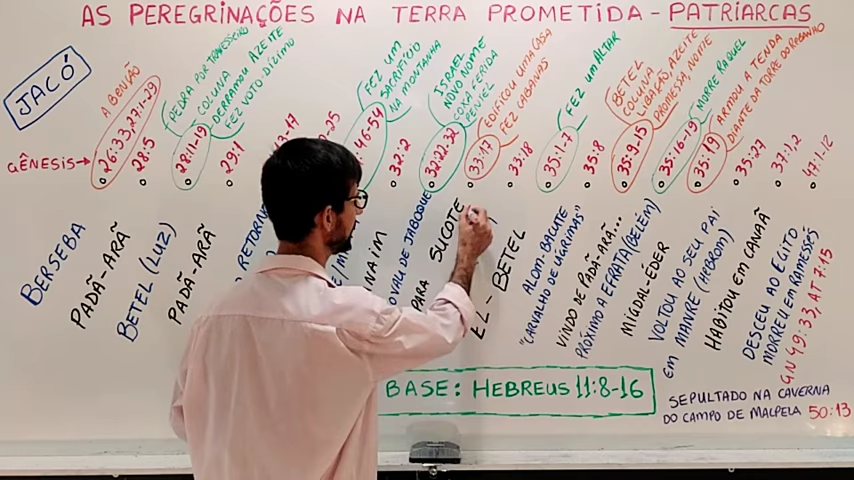 AS PEREGRINAÇÕES NA TERRA PROMETIDA - PATRIARCAS
JACÓ
A BENÇÃO
PEDRA POR TRAVESSEIRO
COLUNA
DERRAMOU AZEITE
FEZ VOTO-DÍZIMO
FEZ UM
SACRIFÍCIO
NA MONTANHA
ISRAEL
NOVO NOME
COXA FERIDA
PENIEL
EDIFICOU UMA CASA
FEZ CABANAS
FEZ UM ALTAR
BETEL
COLUNA
LIBAÇÃO, AZEITE
PROMESSA, NOME
MORRE RAQUEL
ARMOU A TENDA
DIANTE DA TORRE DO REBANHO
GÊNESIS→
26:33, 27:1-29
28:5
28:11-19
29:1
-17
-25
:46-54
32:2
32:22.32
33:17
33:18
35:1-7
35:8
35:9-15
35:16-19
35:19
35:27
37:1.2
47:1.12
BERSEBA
PADÃ-ARÃ
BETEL (LUZ)
PADÃ-ARÃ
RETORNE
NAIM
O VAU DE JABOQUE
PARA SUCOTE
EL-BETEL
ALOM-BACUTE
"CARVALHO DE LÁGRIMAS"
VINDO DE PADÃ-ARÃ...
PRÓXIMO A EFRATA (BELÉM)
MIGDAL-ÉDER
VOLTOU AO SEU PAI
EM MANRE (HEBROM)
HABITOU EM CANAÃ
DESCEU AO EGITO
MORREU EM RAMESSÉS
GN 49:33, AT 7:15
BASE: HEBREUS 11:8-16
SEPULTADO NA CAVERNA
DO CAMPO DE MALPELA 50:13